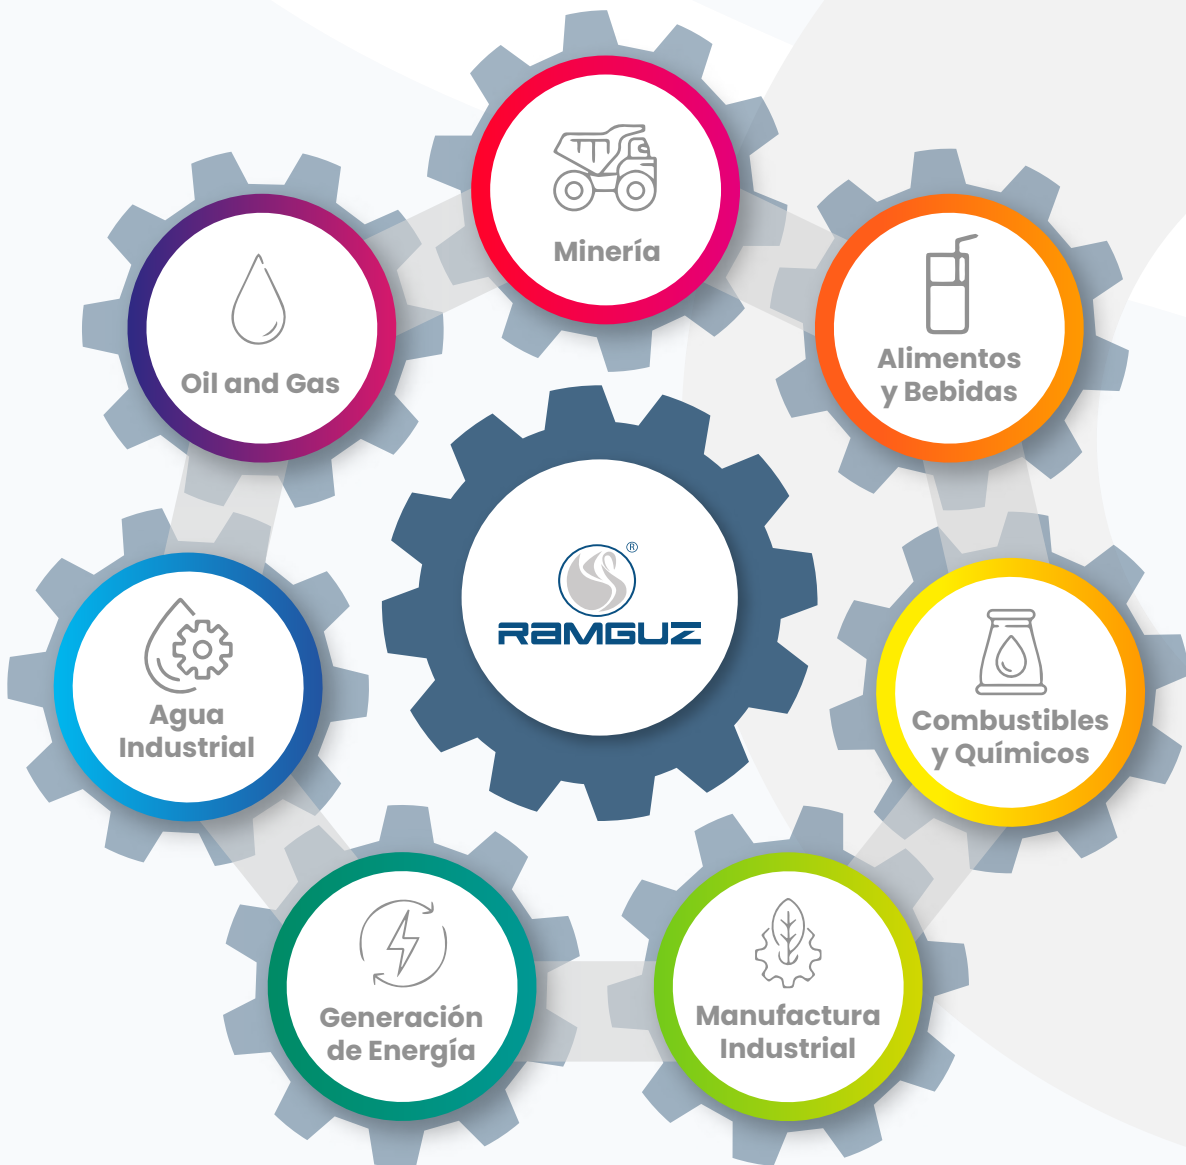 Minería
Oil and Gas
Alimentos
y Bebidas
®
RAMGUZ
Agua
Industrial
Combustibles
y Químicos
Generación
de Energía
Manufactura
Industrial